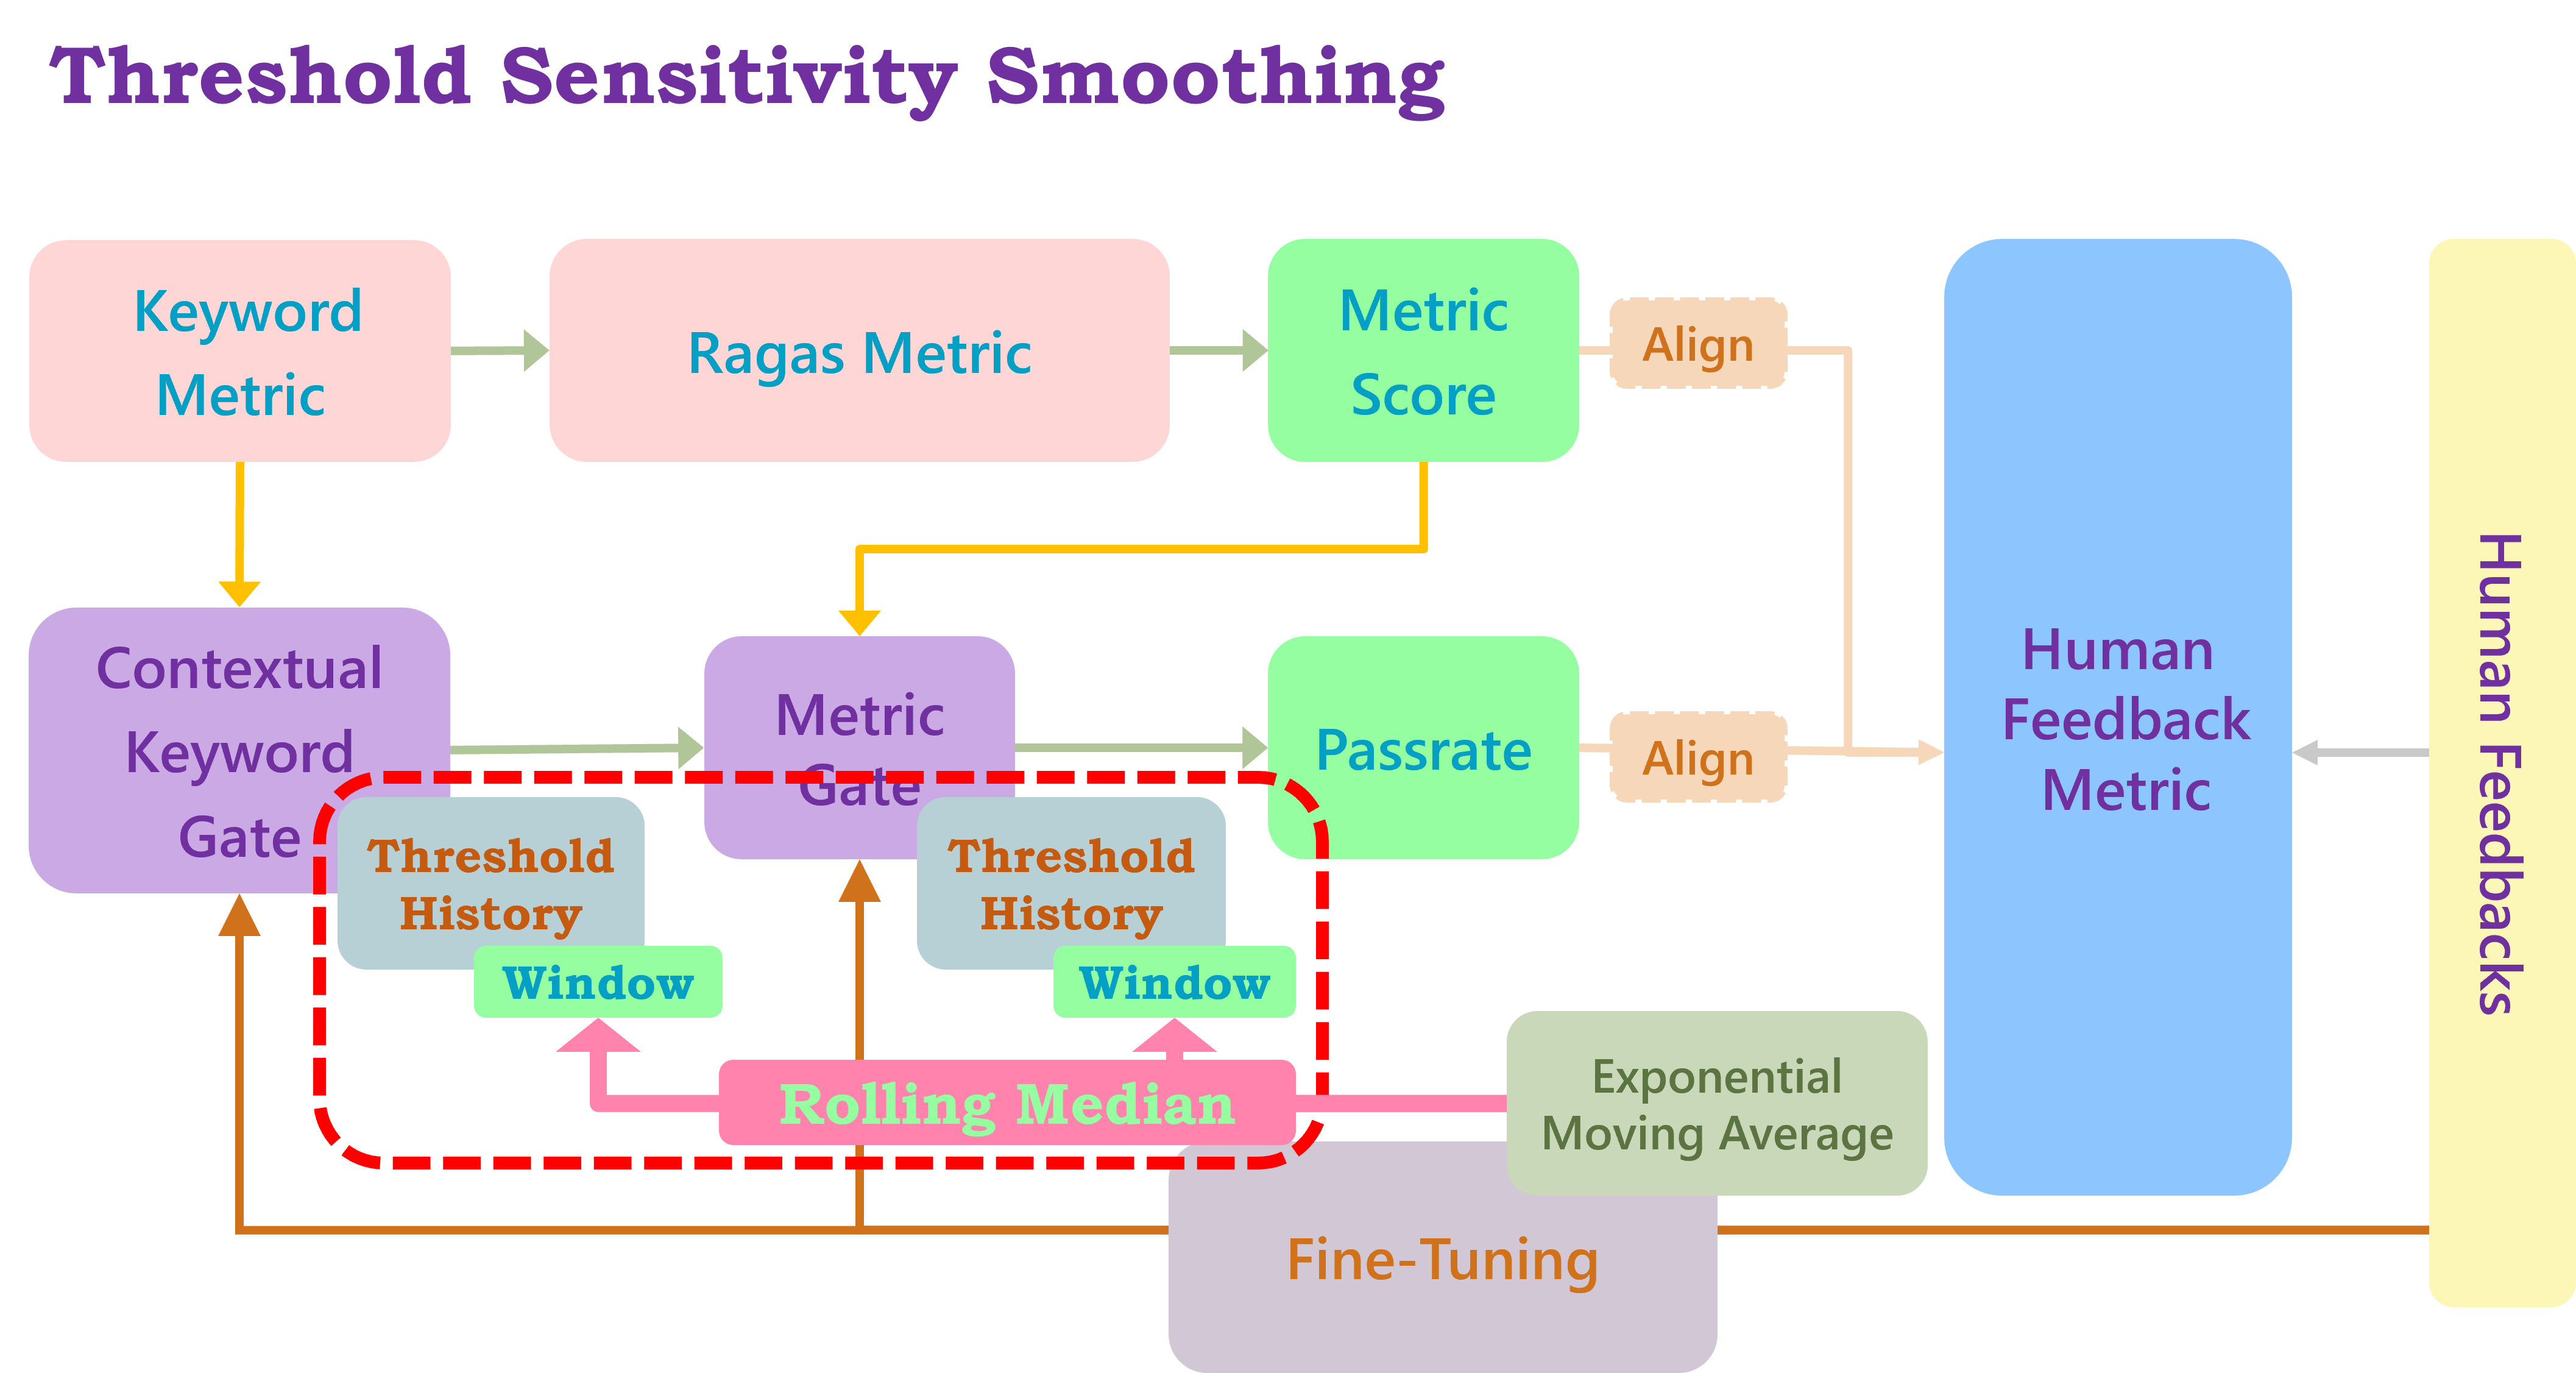 Threshold Sensitivity Smoothing
Keyword
Metric
Ragas Metric
Metric
Score
Align
Contextual
Keyword
Gate
Metric
Gate
Passrate
Align
Human
Feedback
Metric
Human Feedbacks
Threshold
History
Window
Threshold
History
Window
Rolling Median
Exponential
Moving Average
Fine-Tuning